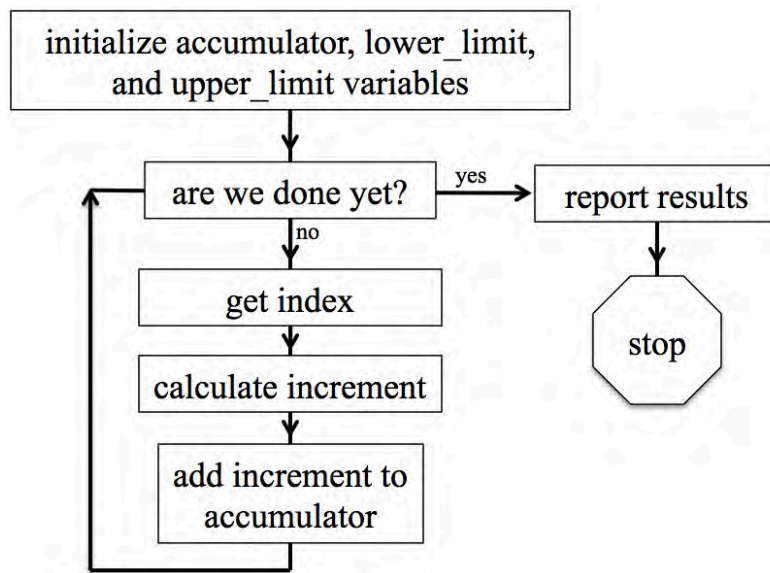 initialize accumulator, lower_limit,
and upper_limit variables
are we done yet?
yes
report results
no
get index
stop
calculate increment
add increment to
accumulator